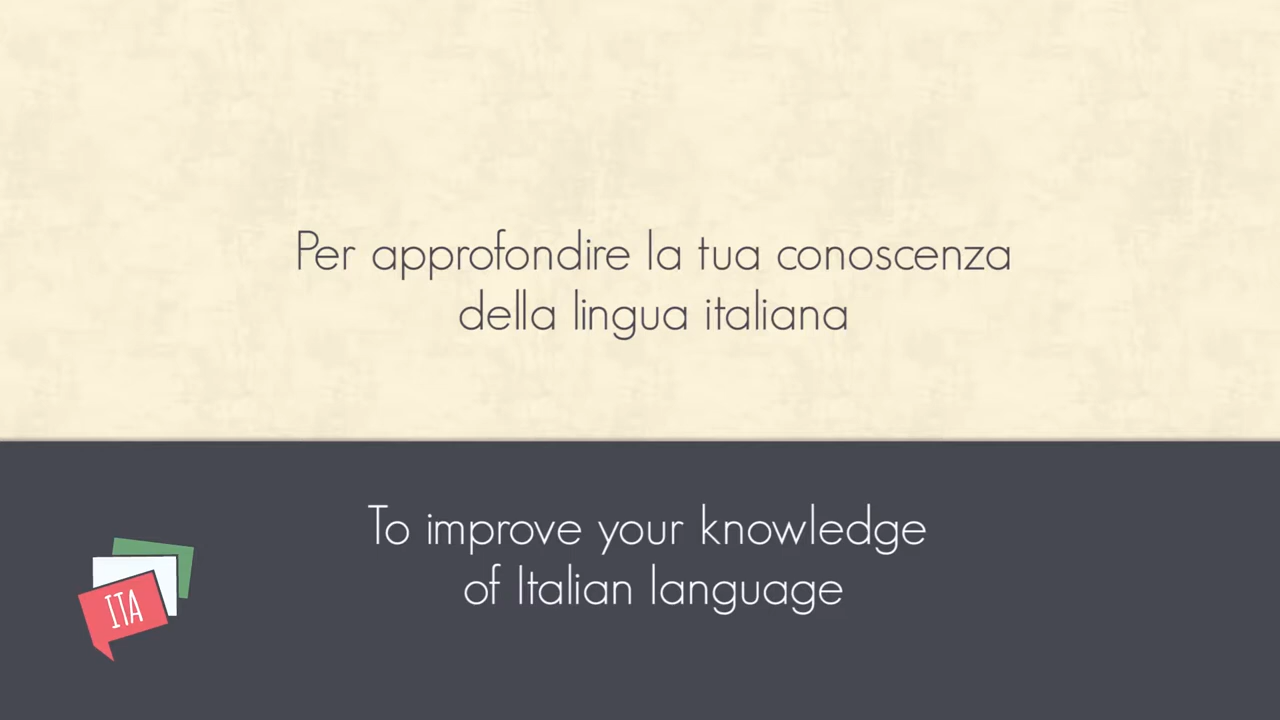 Per approfondire la tua conoscenza
della lingua italiana
To improve your knowledge
of Italian language
ITA